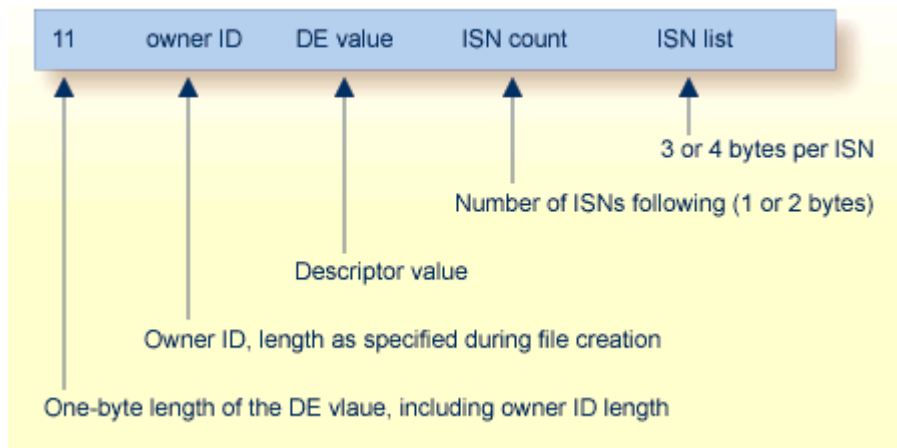 11 owner ID DE value ISN count ISN list
3 or 4 bytes per ISN
Number of ISNs following (1 or 2 bytes)
Descriptor value
Owner ID, length as specified during file creation
One-byte length of the DE vlaue, including owner ID length